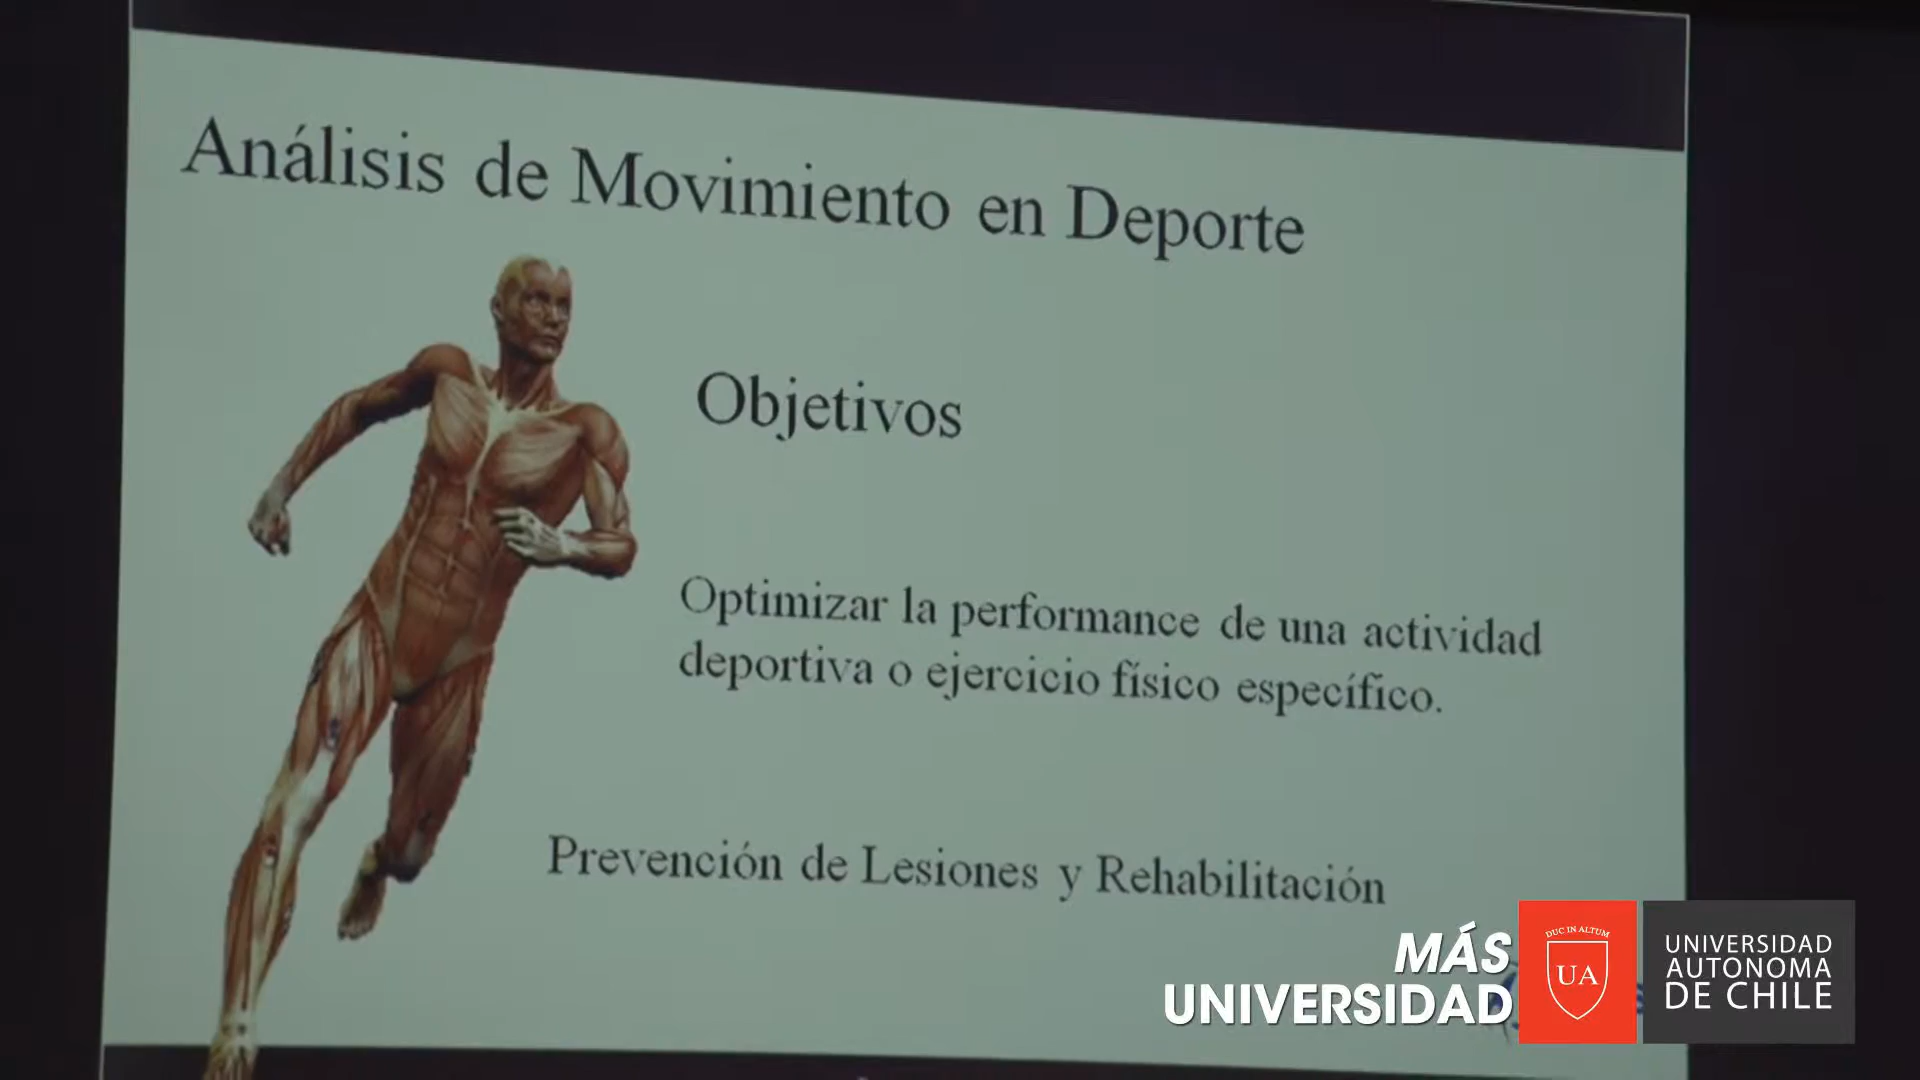 Análisis de Movimiento en Deporte
Objetivos
Optimizar la performance de una actividad
deportiva o ejercicio físico específico.
Prevención de Lesiones y Rehabilitación
MÁS
UNIVERSIDAD
DUC IN ALTUM
UA
UNIVERSIDAD
AUTONOMA
DE CHILE